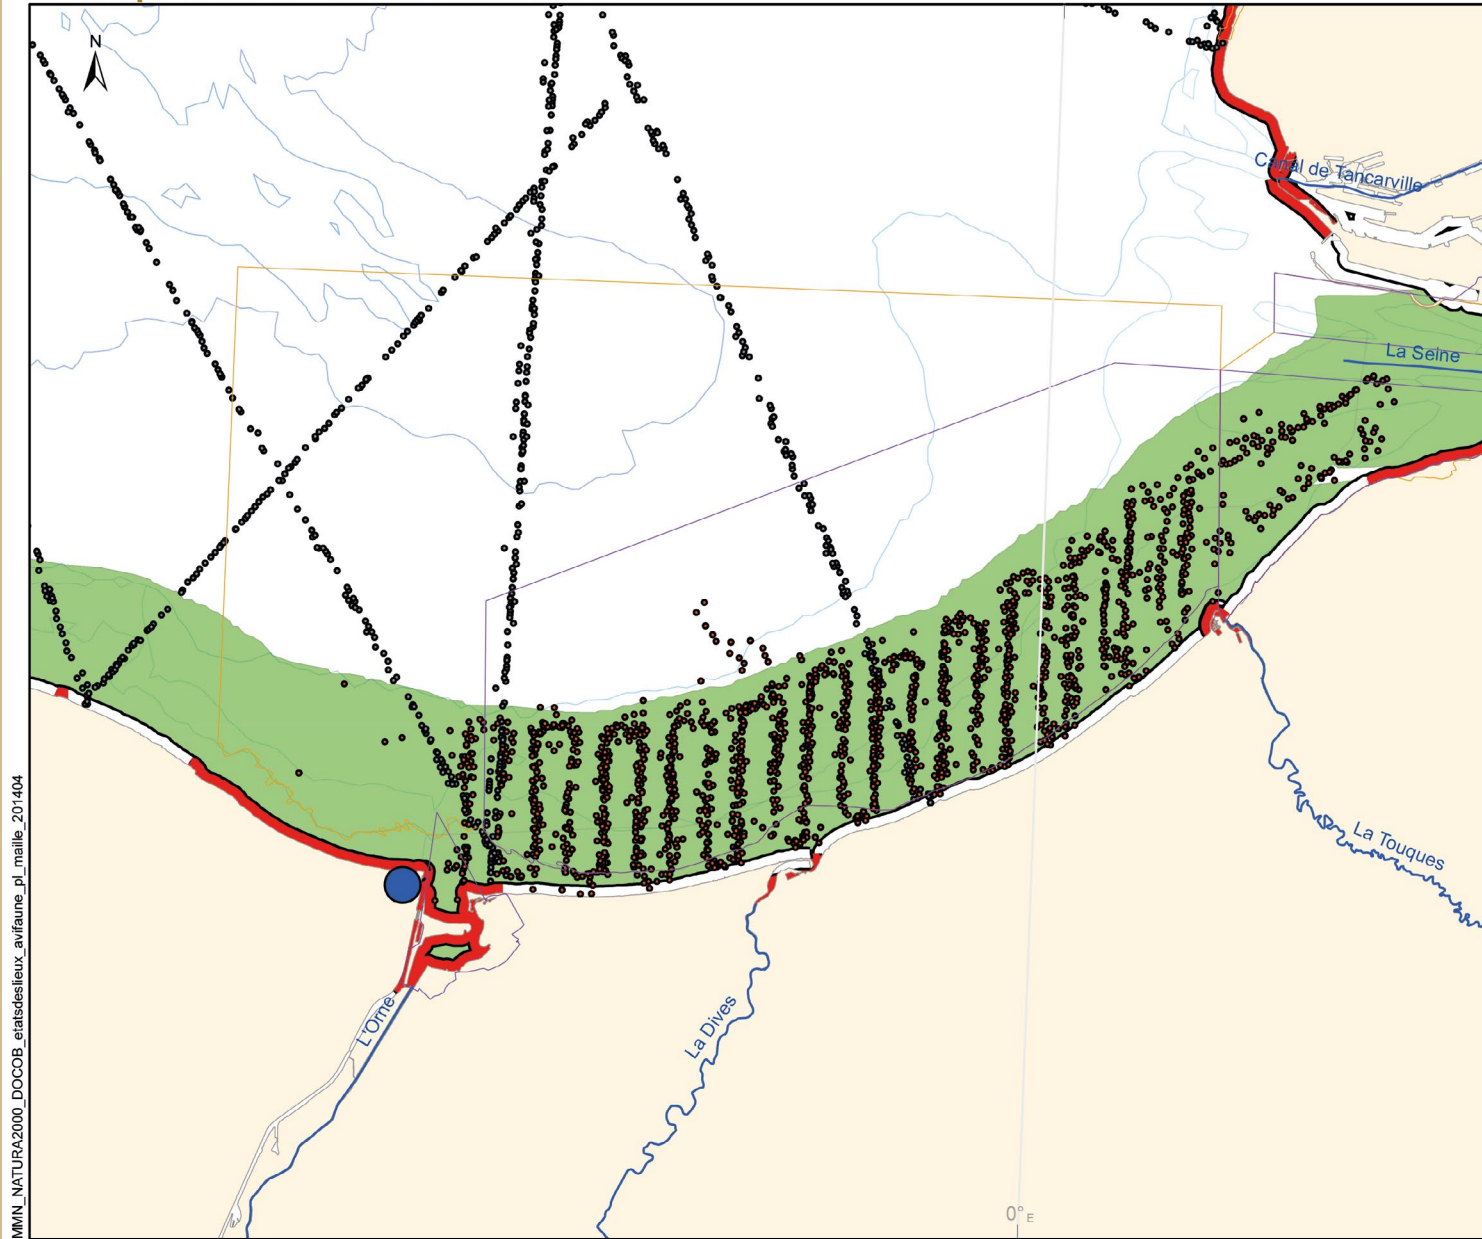 N
Canal de Tancarville
La Seine
La Touques
L'Orne
La Dives
0° E
MMN_NATURA2000_DOCOB_etatsdeslieux_avifaune_pl_maille_201404